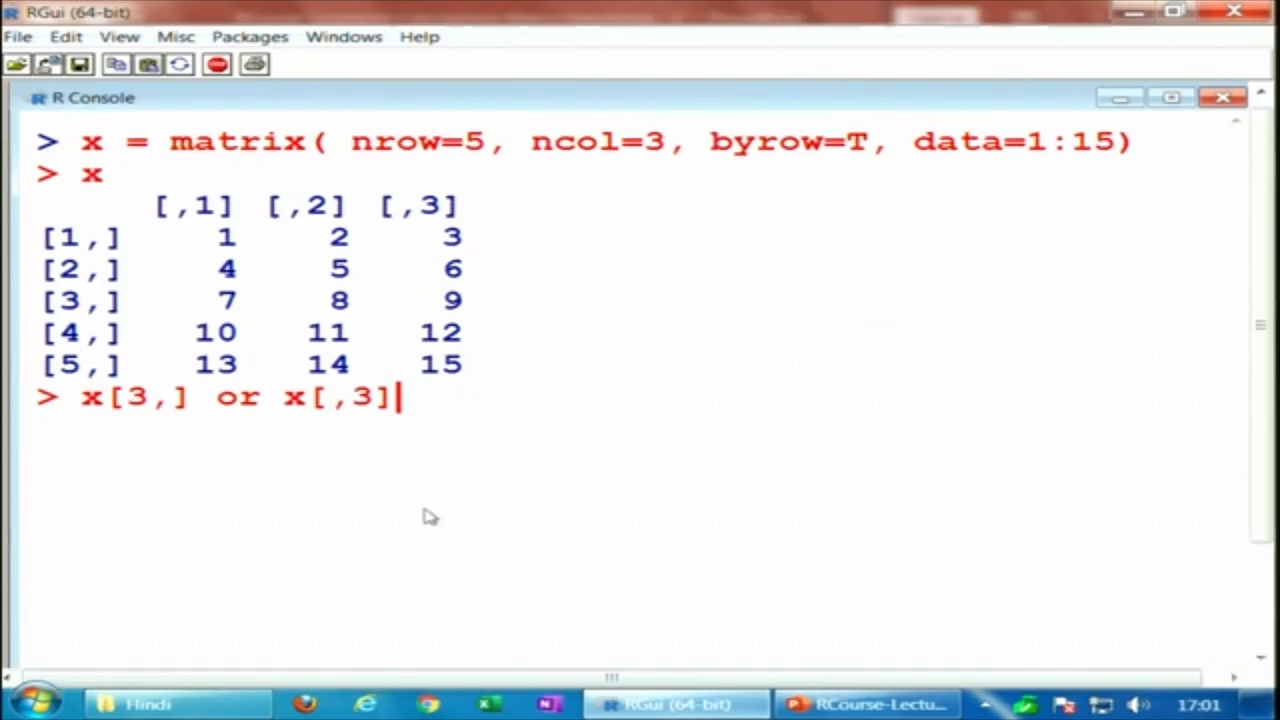 RGui (64-bit)
File Edit View Misc Packages Windows Help
STOP
R Console
> x = matrix( nrow=5, ncol=3, byrow=T, data=1:15)
> x
[,1] [,2] [,3]
[1,] 1 2 3
[2,] 4 5 6
[3,] 7 8 9
[4,] 10 11 12
[5,] 13 14 15
> x[3,] or x[,3]
Hindi RGui (64-bit) RCourse-Lectu... 17:01